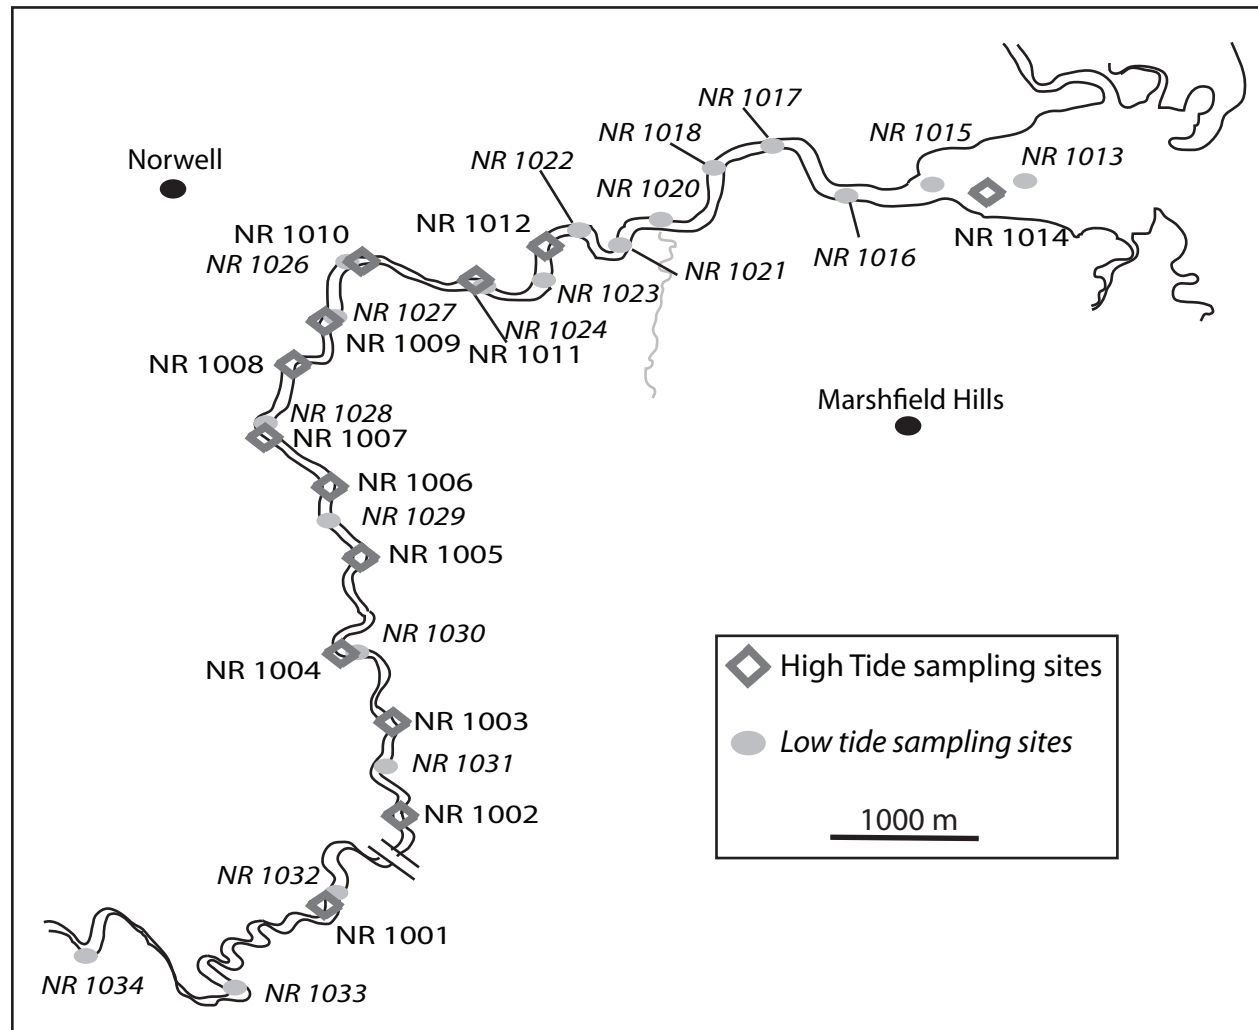 NR 1017
NR 1018
NR 1015
NR 1013
Norwell
NR 1022
NR 1020
NR 1012
NR 1010
NR 1014
NR 1026
NR 1016
NR 1021
NR 1023
NR 1027
NR 1024
NR 1009
NR 1011
NR 1008
Marshfield Hills
NR 1028
NR 1007
NR 1006
NR 1029
NR 1005
NR 1030
NR 1004
High Tide sampling sites
NR 1003
Low tide sampling sites
NR 1031
NR 1002
1000 m
NR 1032
NR 1001
NR 1034
NR 1033